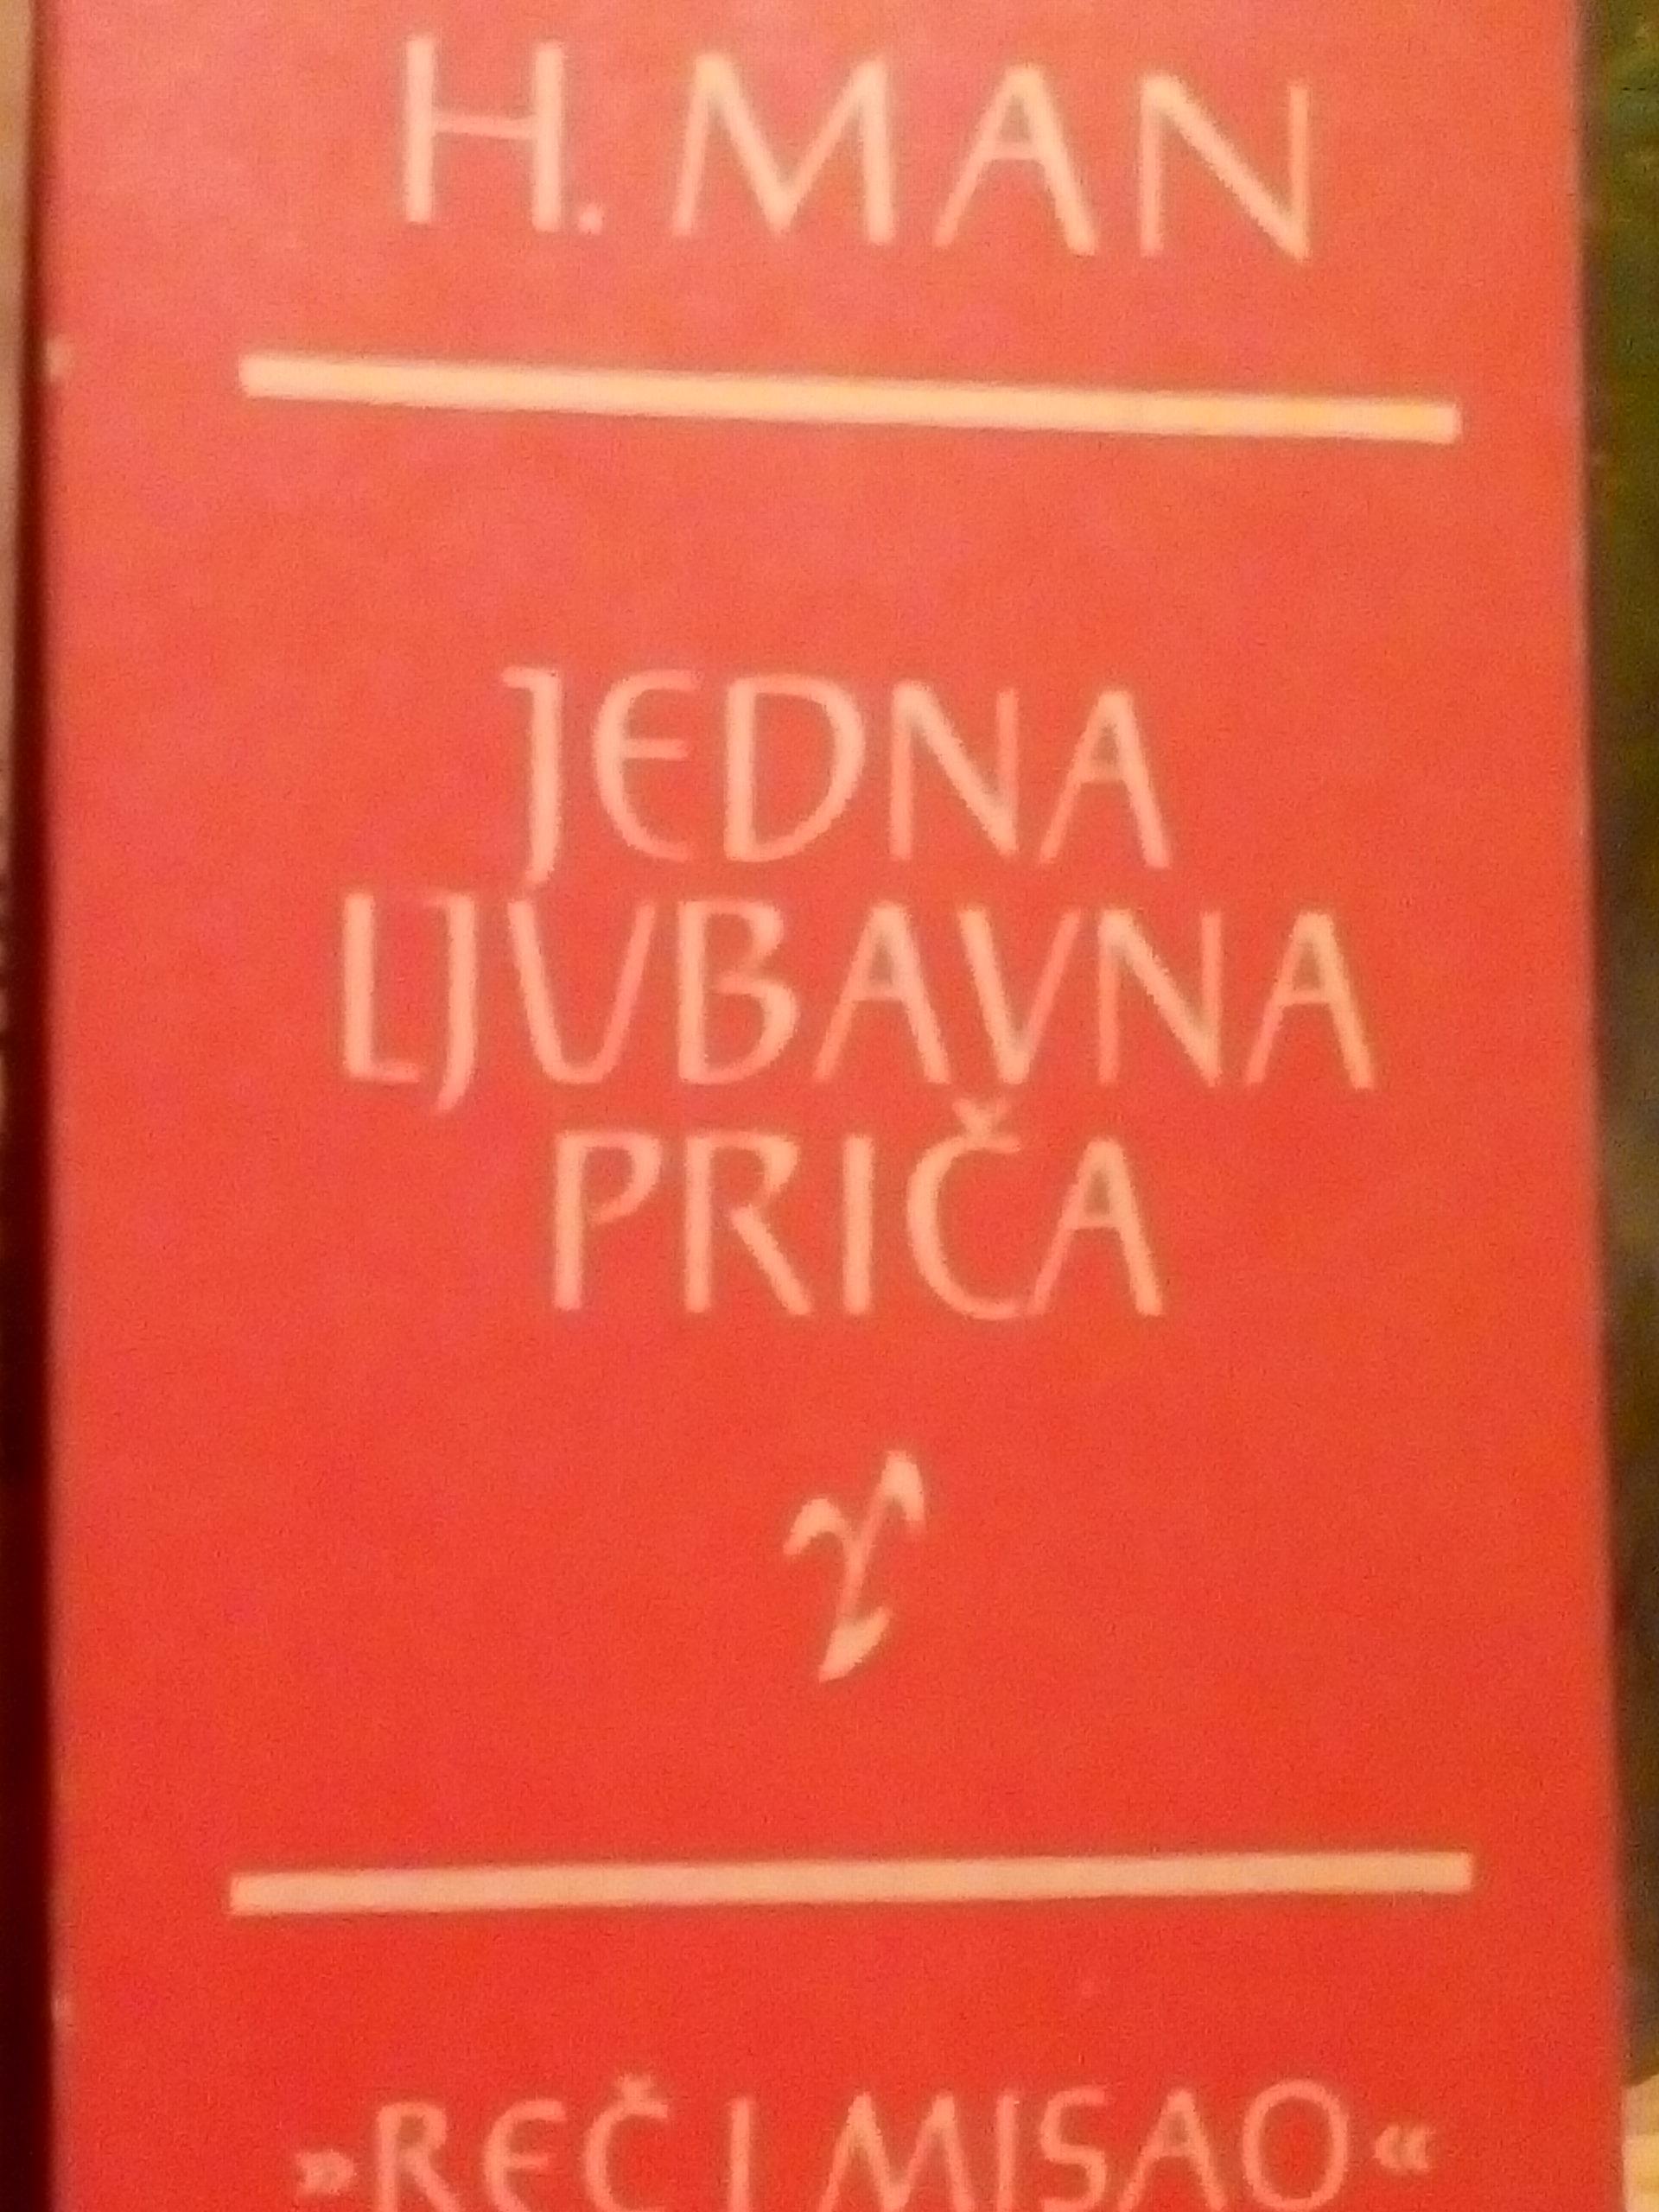 H. MAN
JEDNA
LJUBAVNA
PRIČA
»REČ I MISAO«